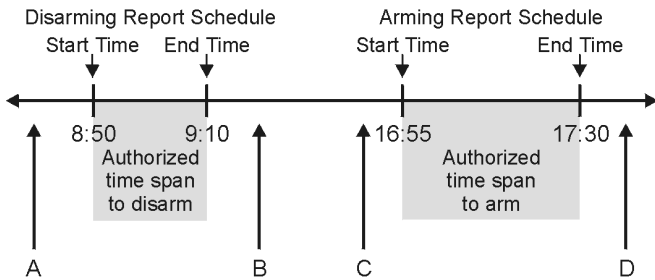 Disarming Report Schedule
Arming Report Schedule
Start Time
End Time
Start Time
End Time
8:50
9:10
16:55
17:30
Authorized
time span
to disarm
Authorized
time span
to arm
A
B
C
D